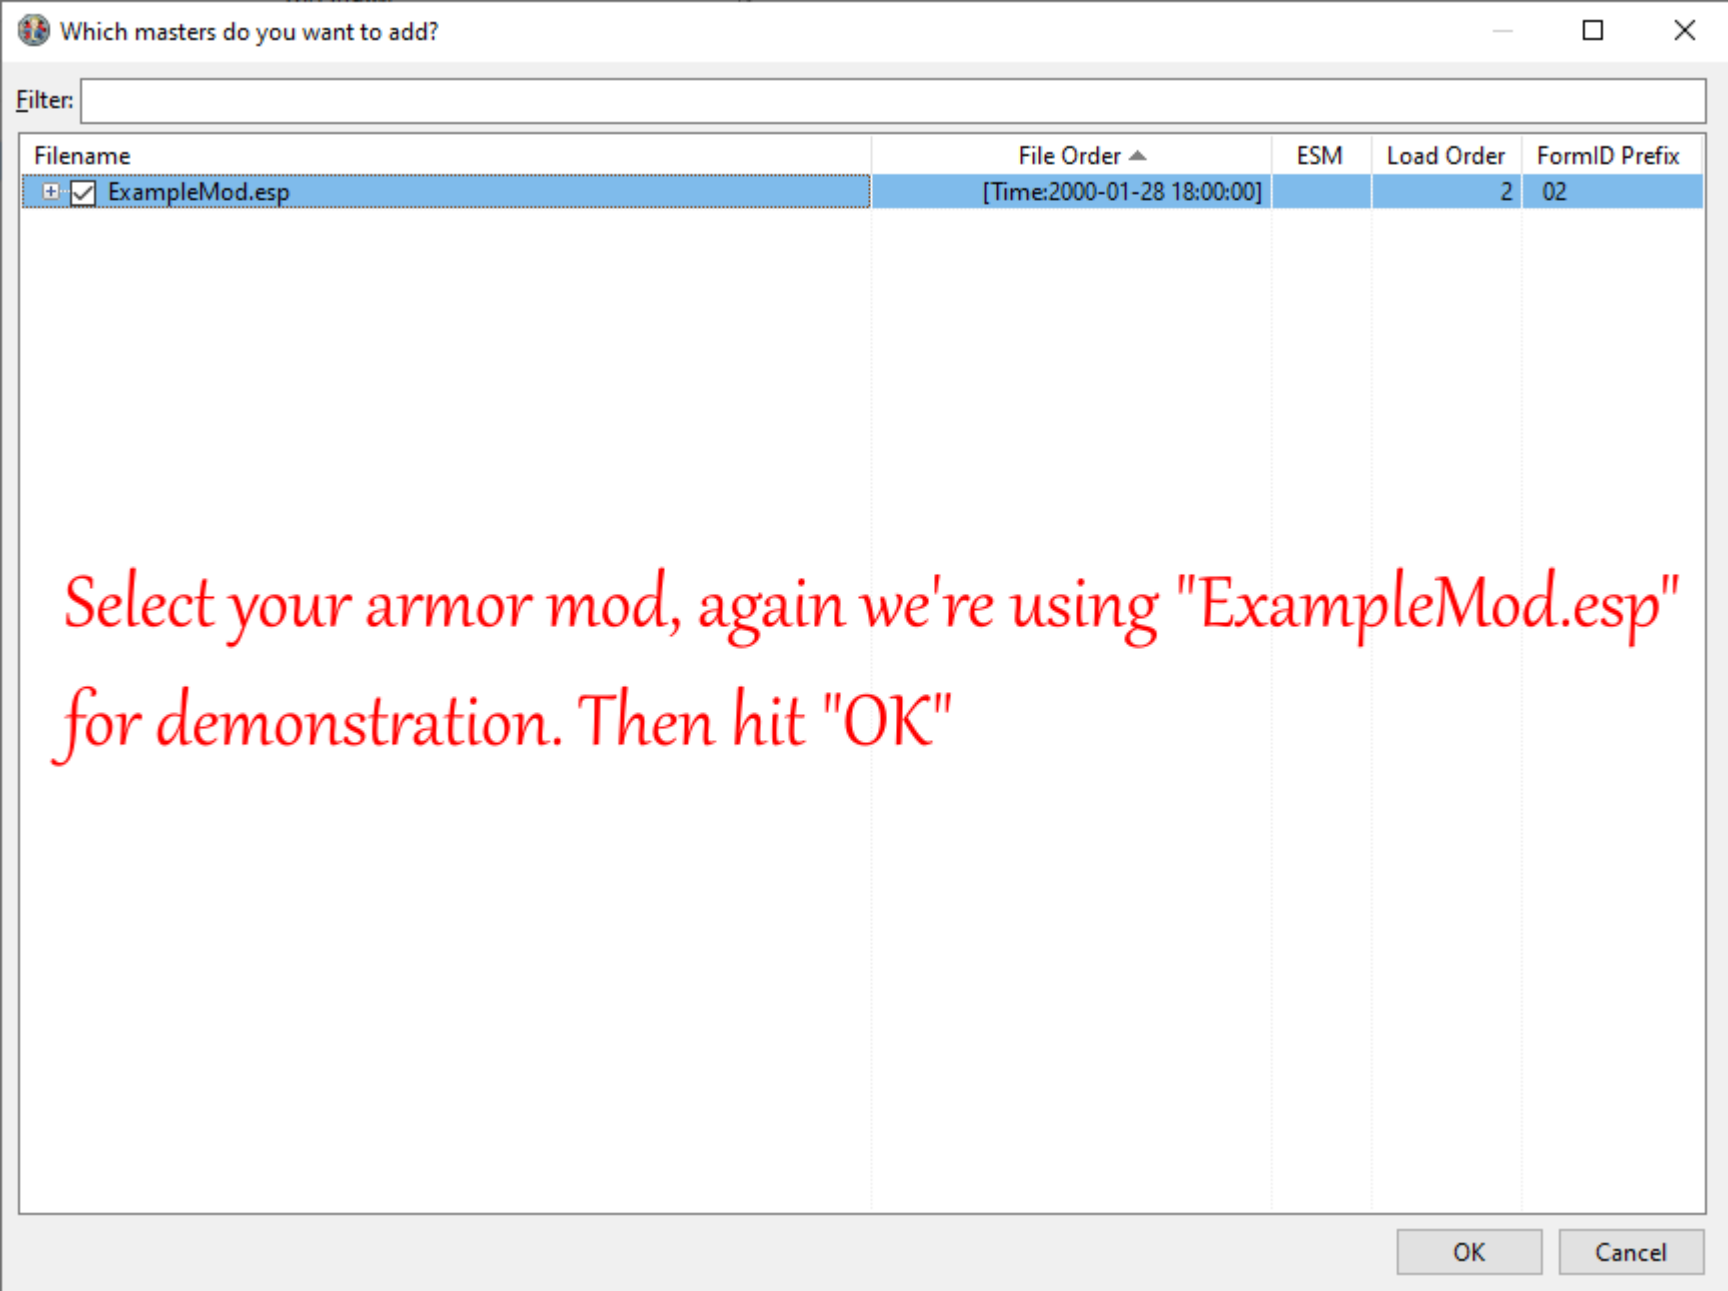 Which masters do you want to add?
Filter:
Filename File Order ESM Load Order FormID Prefix
ExampleMod.esp [Time:2000-01-28 18:00:00] 2 02
Select your armor mod, again we're using "ExampleMod.esp"
for demonstration. Then hit "OK"
OK Cancel